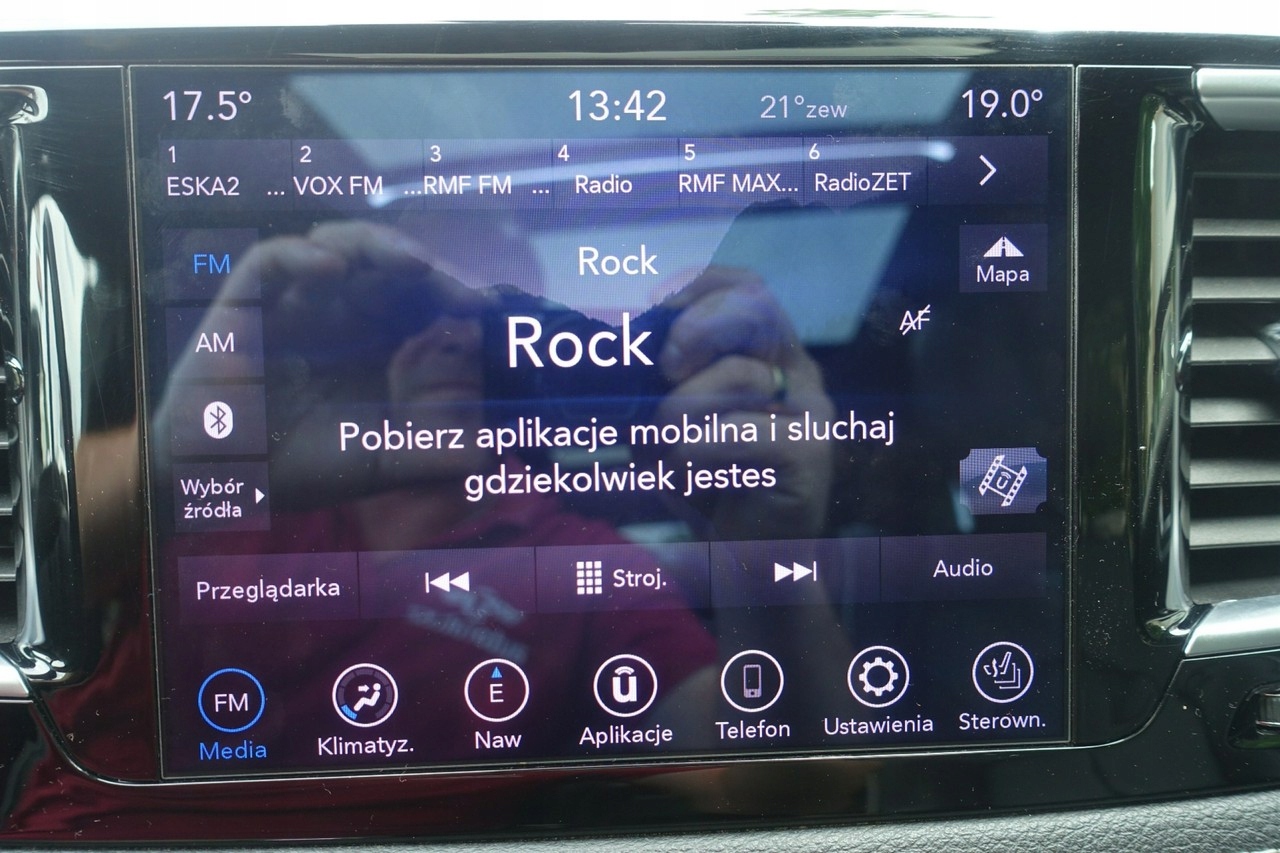 17.5° 13:42 21°zew 19.0°
1 2 3 4 5 6
ESKA2 ... VOX FM ...RMF FM ... Radio RMF MAX... RadioZET
FM Rock Mapa
Rock AF
AM
Pobierz aplikacje mobilna i sluchaj
gdziekolwiek jestes
Wybór
źródła
Przeglądarka Stroj. Audio
FM E ū
Media Klimatyz. Naw Aplikacje Telefon Ustawienia Sterown.